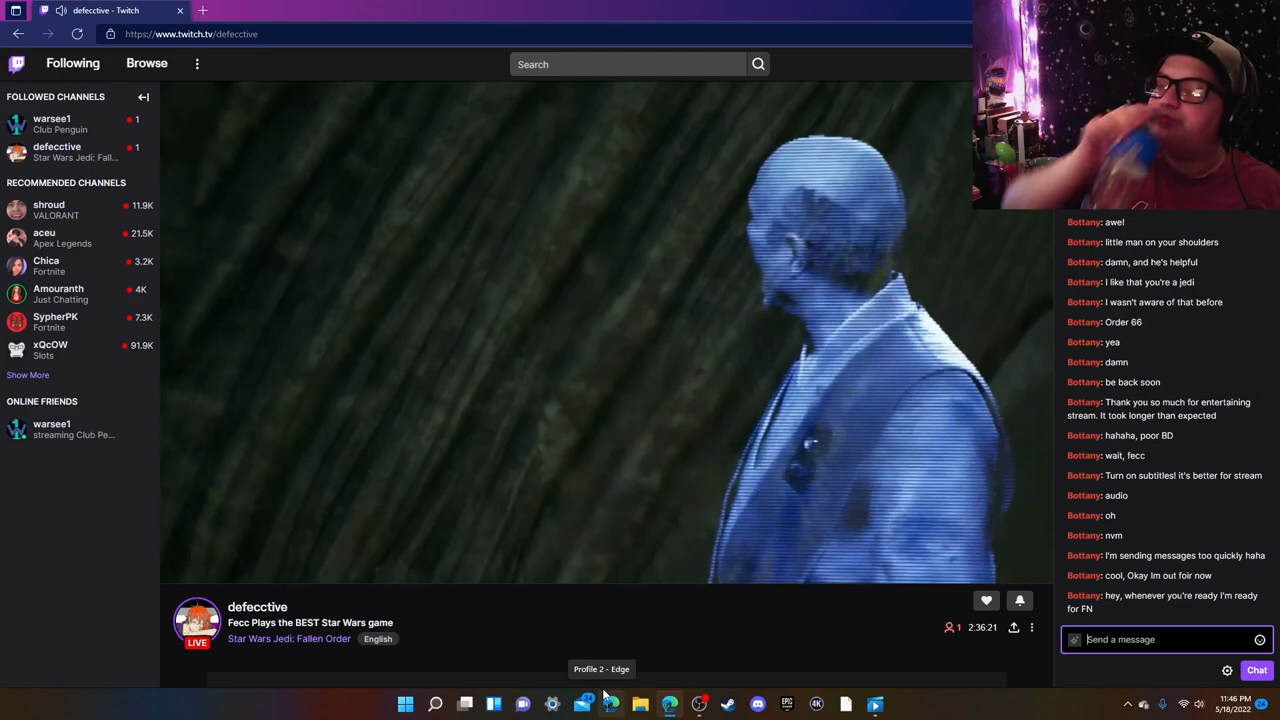 defecctive - Twitch
https://www.twitch.tv/defecctive
Following
Browse
Search
FOLLOWED CHANNELS
warsee1
1
Club Penguin
defecctive
1
Star Wars Jedi: Fall...
RECOMMENDED CHANNELS
shroud
11.9K
VALORANT
aceu
21.5K
Apex Legends
Chica
3.2K
Fortnite
Amouranth
4K
Just Chatting
SypherPK
7.3K
Fortnite
xQcOW
91.9K
Slots
Show More
ONLINE FRIENDS
warsee1
streaming Club Pe...
Bottany: awe!
Bottany: little man on your shoulders
Bottany: damn, and he's helpful
Bottany: I like that you're a jedi
Bottany: I wasn't aware of that before
Bottany: Order 66
Bottany: yea
Bottany: damn
Bottany: be back soon
Bottany: Thank you so much for entertaining
stream. It took longer than expected
Bottany: hahaha, poor BD
Bottany: wait, fecc
Bottany: Turn on subtitles! it's better for stream
Bottany: audio
Bottany: oh
Bottany: nvm
Bottany: I'm sending messages too quickly haha
Bottany: cool, Okay Im out foir now
Bottany: hey, whenever you're ready I'm ready
for FN
Send a message
Chat
defecctive
Fecc Plays the BEST Star Wars game
Star Wars Jedi: Fallen Order
English
LIVE
1
2:36:21
Profile 2 - Edge
24
EPIC
4K
11:46 PM
5/18/2022
24